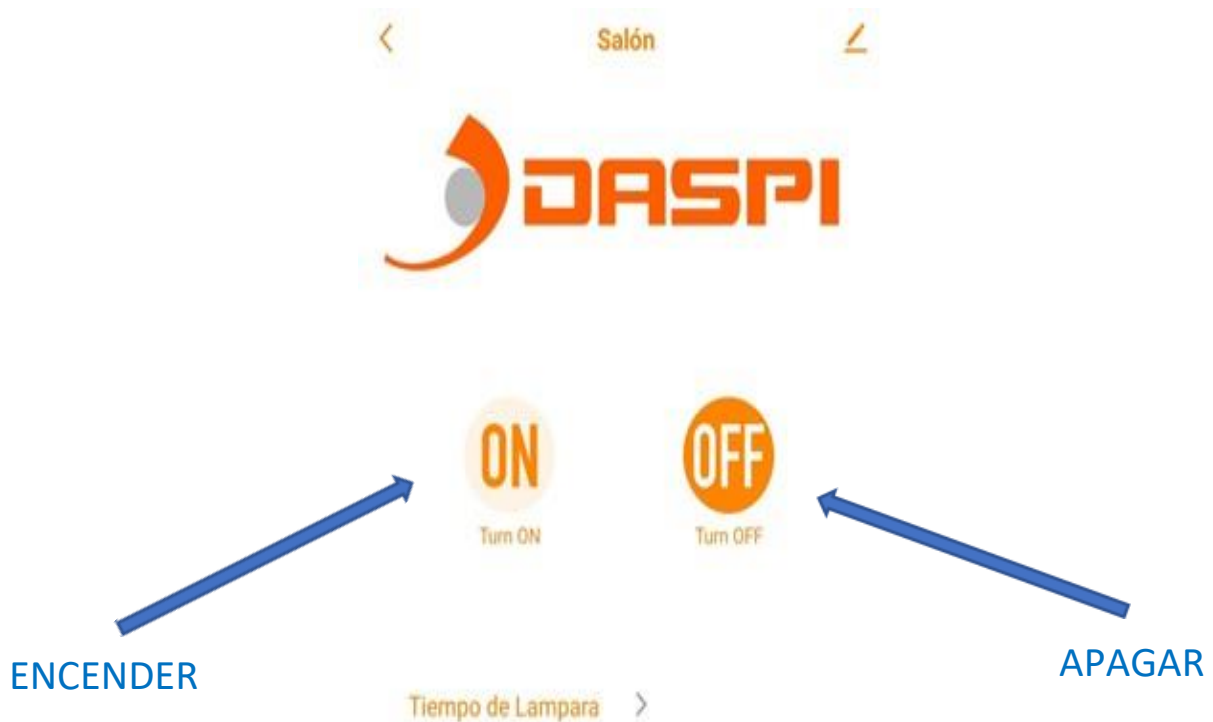 Salón
DASPI
ON OFF
Turn ON Turn OFF
ENCENDER
APAGAR
Tiempo de Lampara